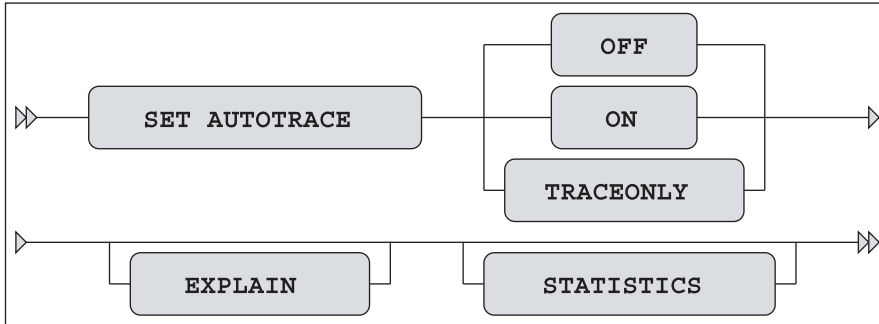 OFF
SET AUTOTRACE
ON
TRACEONLY
EXPLAIN
STATISTICS